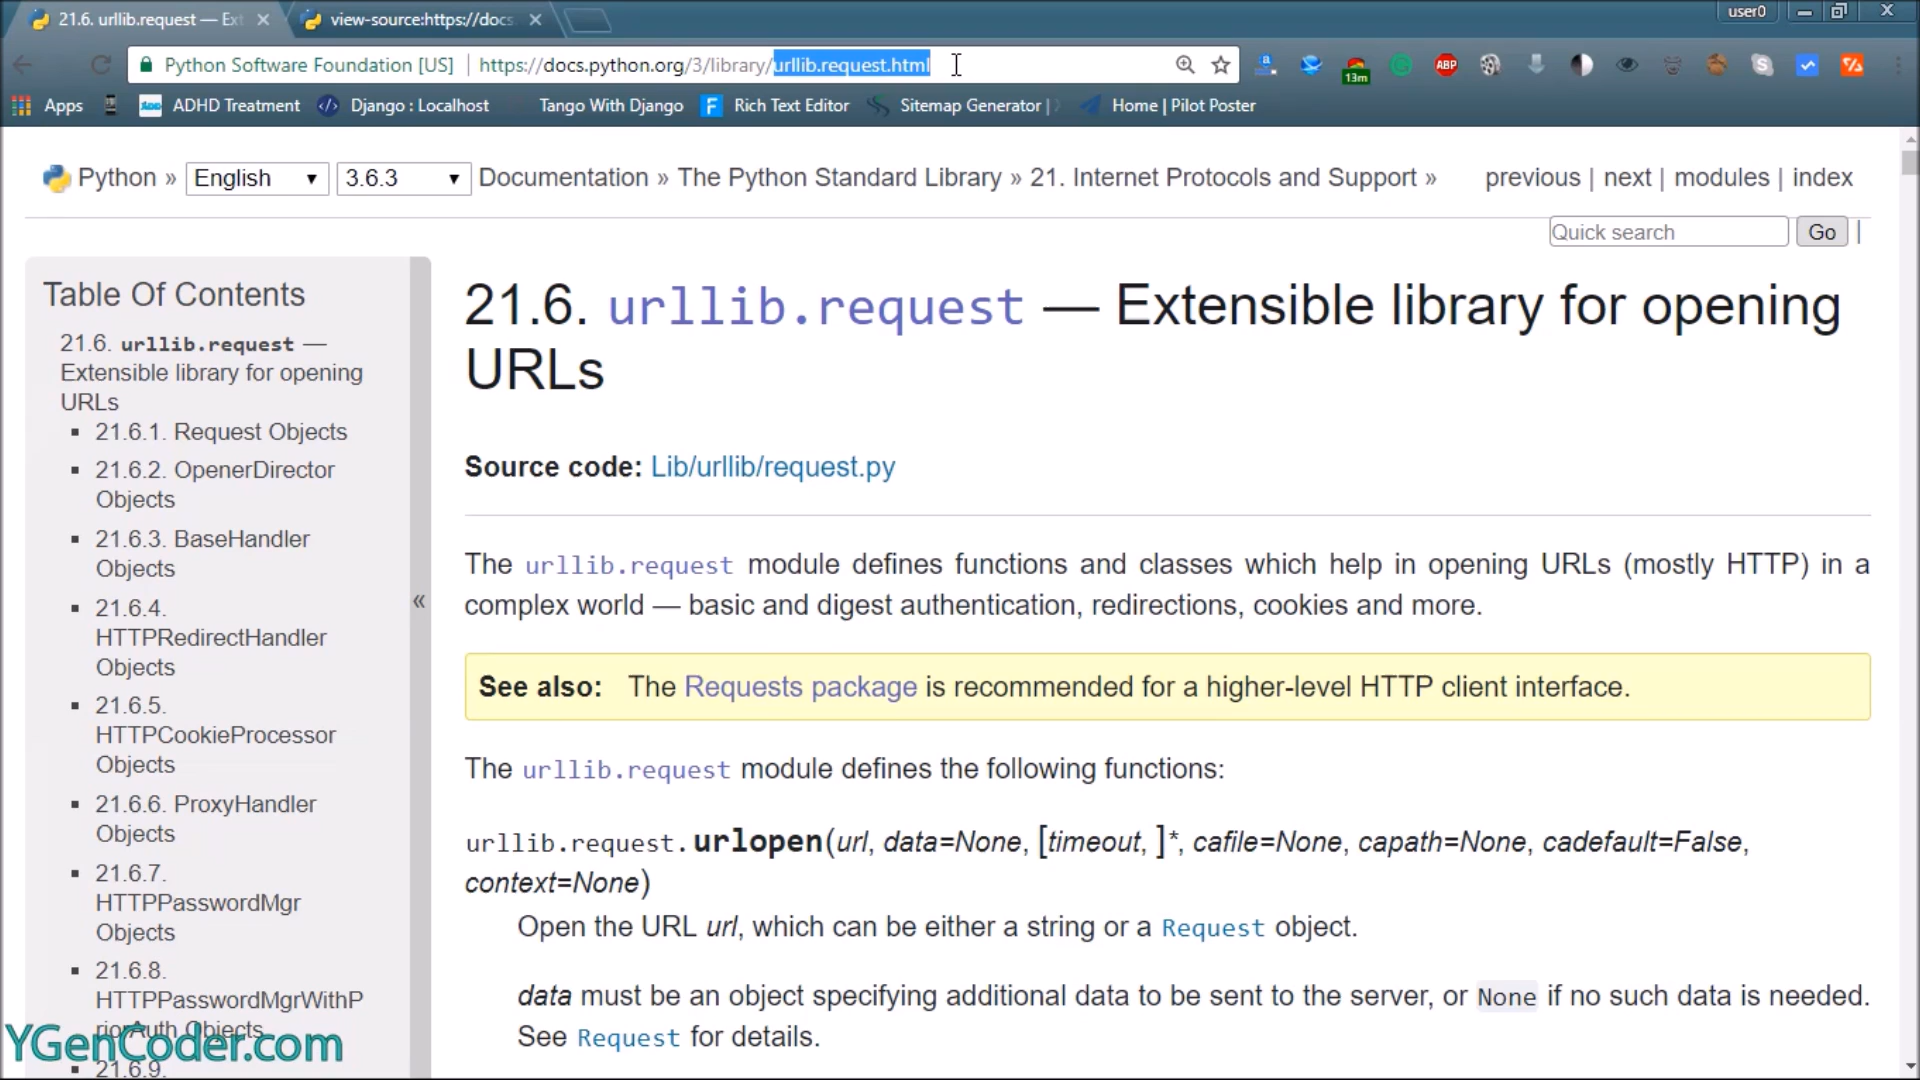 21.6. urllib.request — Ext
view-source:https://docs.
user0
Python Software Foundation [US] | https://docs.python.org/3/library/urllib.request.html
13m
ABP
Apps
ADHD Treatment
Django : Localhost
Tango With Django
F Rich Text Editor
Sitemap Generator |
Home | Pilot Poster
Python »
English
3.6.3
Documentation » The Python Standard Library » 21. Internet Protocols and Support »
previous | next | modules | index
Quick search
Go |
Table Of Contents
21.6. urllib.request —
Extensible library for opening
URLs
21.6.1. Request Objects
21.6.2. OpenerDirector
Objects
21.6.3. BaseHandler
Objects
21.6.4.
HTTPRedirectHandler
Objects
21.6.5.
HTTPCookieProcessor
Objects
21.6.6. ProxyHandler
Objects
21.6.7.
HTTPPasswordMgr
Objects
21.6.8.
HTTPPasswordMgrWithP
riorAuth Objects
21.6.9.
«
21.6. urllib.request — Extensible library for opening
URLs
Source code: Lib/urllib/request.py
The urllib.request module defines functions and classes which help in opening URLs (mostly HTTP) in a
complex world — basic and digest authentication, redirections, cookies and more.
See also: The Requests package is recommended for a higher-level HTTP client interface.
The urllib.request module defines the following functions:
urllib.request.urlopen(url, data=None, [timeout, ]*, cafile=None, capath=None, cadefault=False,
context=None)
Open the URL url, which can be either a string or a Request object.
data must be an object specifying additional data to be sent to the server, or None if no such data is needed.
See Request for details.
YGenCoder.com